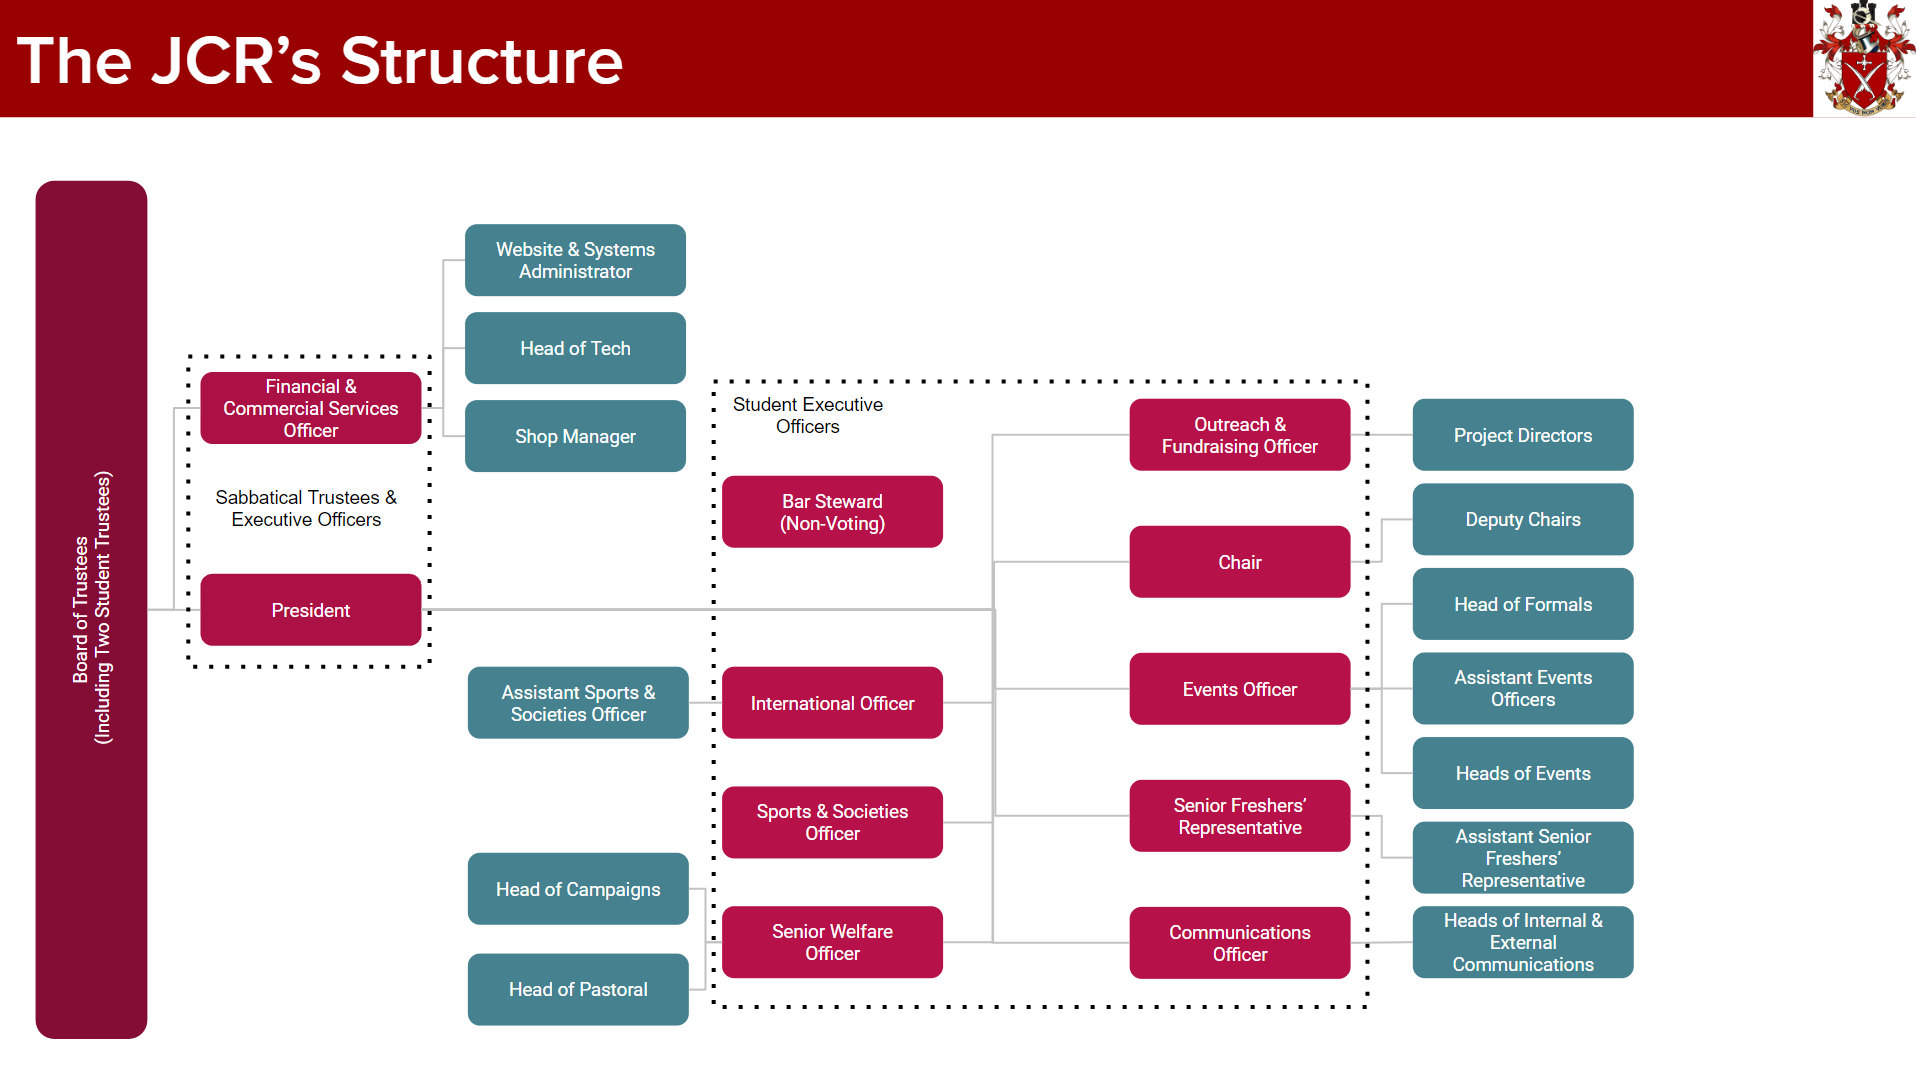 The JCR’s Structure
Board of Trustees
(Including Two Student Trustees)
Financial &
Commercial Services
Officer
Sabbatical Trustees &
Executive Officers
President
Website & Systems
Administrator
Head of Tech
Shop Manager
Assistant Sports &
Societies Officer
Head of Campaigns
Head of Pastoral
Student Executive
Officers
Bar Steward
(Non-Voting)
International Officer
Sports & Societies
Officer
Senior Welfare
Officer
Outreach &
Fundraising Officer
Chair
Events Officer
Senior Freshers’
Representative
Communications
Officer
Project Directors
Deputy Chairs
Head of Formals
Assistant Events
Officers
Heads of Events
Assistant Senior
Freshers’
Representative
Heads of Internal &
External
Communications